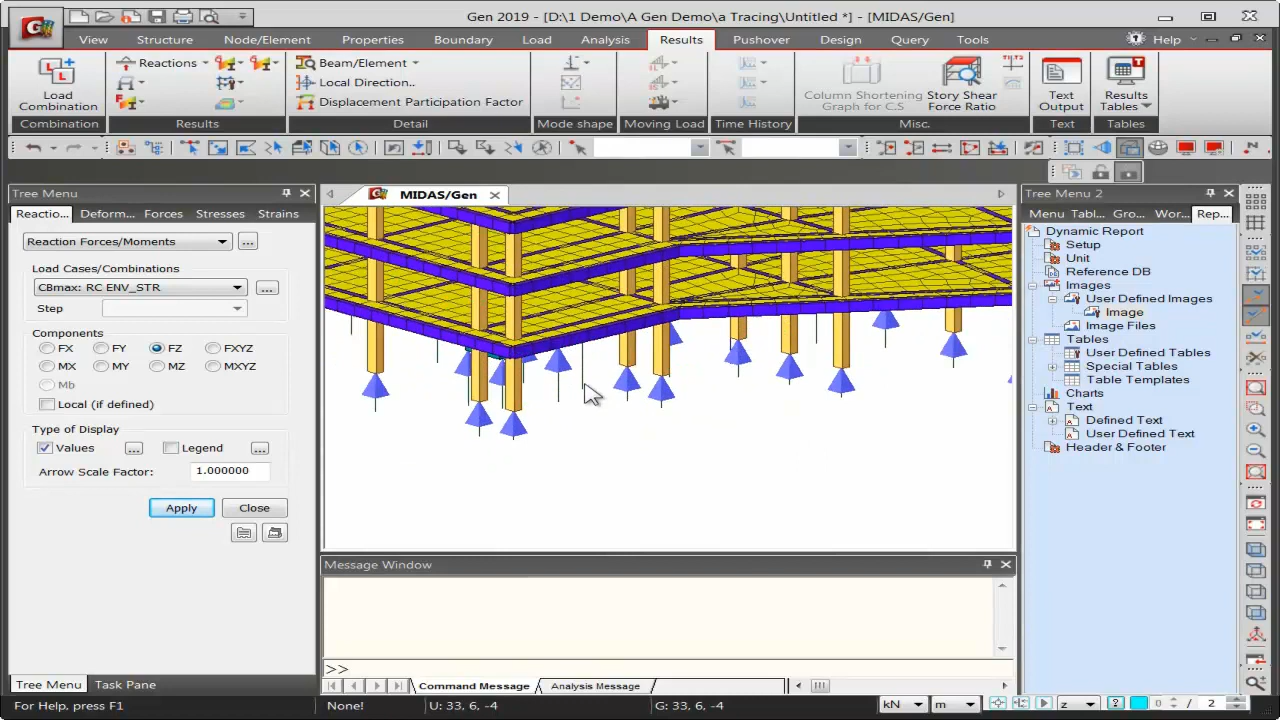 Gen 2019 - [D:\1 Demo\A Gen Demo\a Tracing\Untitled *] - [MIDAS/Gen]
View Structure Node/Element Properties Boundary Load Analysis Results Pushover Design Query Tools Help
Load Combination
Reactions
Beam/Element
Local Direction..
Displacement Participation Factor
Column Shortening Graph for C.S
Story Shear Force Ratio
Text Output
Results Tables
Combination Results Detail Mode shape Moving Load Time History Misc. Text Tables
Tree Menu
Reactio... Deform... Forces Stresses Strains
Reaction Forces/Moments ...
Load Cases/Combinations
CBmax: RC ENV_STR ...
Step
Components
FX FY FZ FXYZ
MX MY MZ MXYZ
Mb
Local (if defined)
Type of Display
Values ... Legend ...
Arrow Scale Factor: 1.000000
Apply Close
Tree Menu Task Pane
MIDAS/Gen
Message Window
>>
Command Message Analysis Message
Tree Menu 2
Menu Tabl... Gro... Wor... Rep...
Dynamic Report
Setup
Unit
Reference DB
Images
User Defined Images
Image
Image Files
Tables
User Defined Tables
Special Tables
Table Templates
Charts
Text
Defined Text
User Defined Text
Header & Footer
For Help, press F1 None! U: 33, 6, -4 G: 33, 6, -4 kN m z 0 / 2